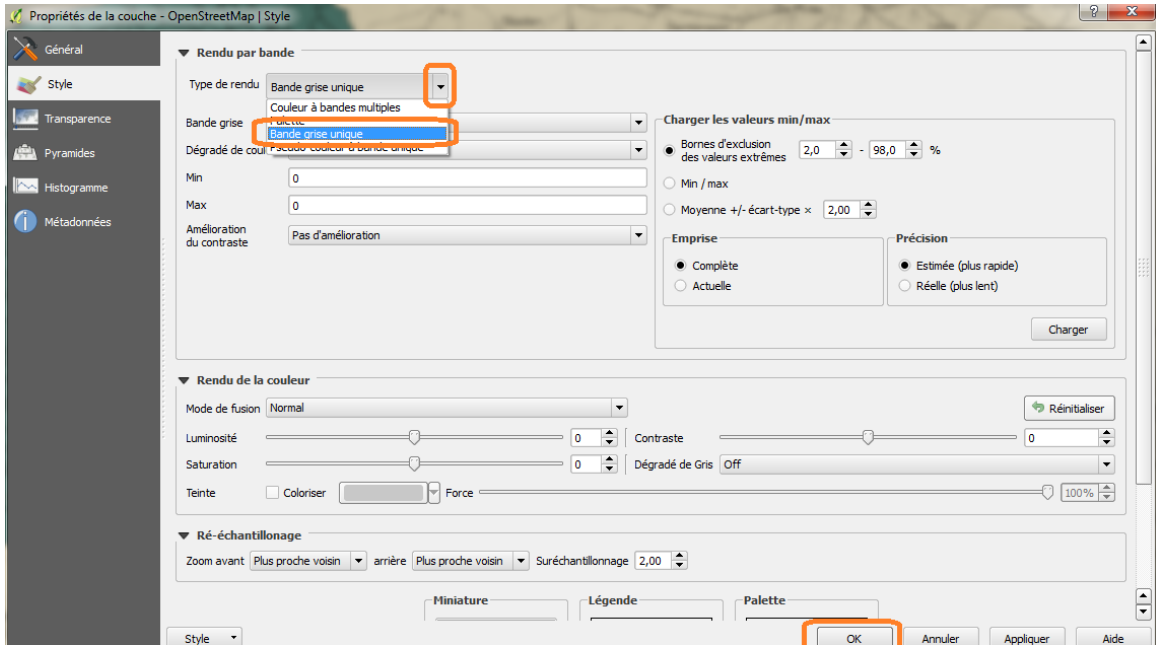 Propriétés de la couche - OpenStreetMap | Style
Général
Style
Transparence
Pyramides
Histogramme
Métadonnées
Rendu par bande
Type de rendu Bande grise unique
Couleur à bandes multiples
Palette
Bande grise unique
Pseudo-couleur à bande unique
Bande grise
Dégradé de coul
Min 0
Max 0
Amélioration
du contraste
Pas d'amélioration
Charger les valeurs min/max
Bornes d'exclusion
des valeurs extrêmes
2,0 - 98,0 %
Min / max
Moyenne +/- écart-type × 2,00
Emprise
Complète
Actuelle
Précision
Estimée (plus rapide)
Réelle (plus lent)
Charger
Rendu de la couleur
Mode de fusion Normal
Réinitialiser
Luminosité 0 Contraste 0
Saturation 0 Dégradé de Gris Off
Teinte Coloriser Force 100%
Ré-échantillonage
Zoom avant Plus proche voisin arrière Plus proche voisin Suréchantillonnage 2,00
Miniature Légende Palette
Style OK Annuler Appliquer Aide